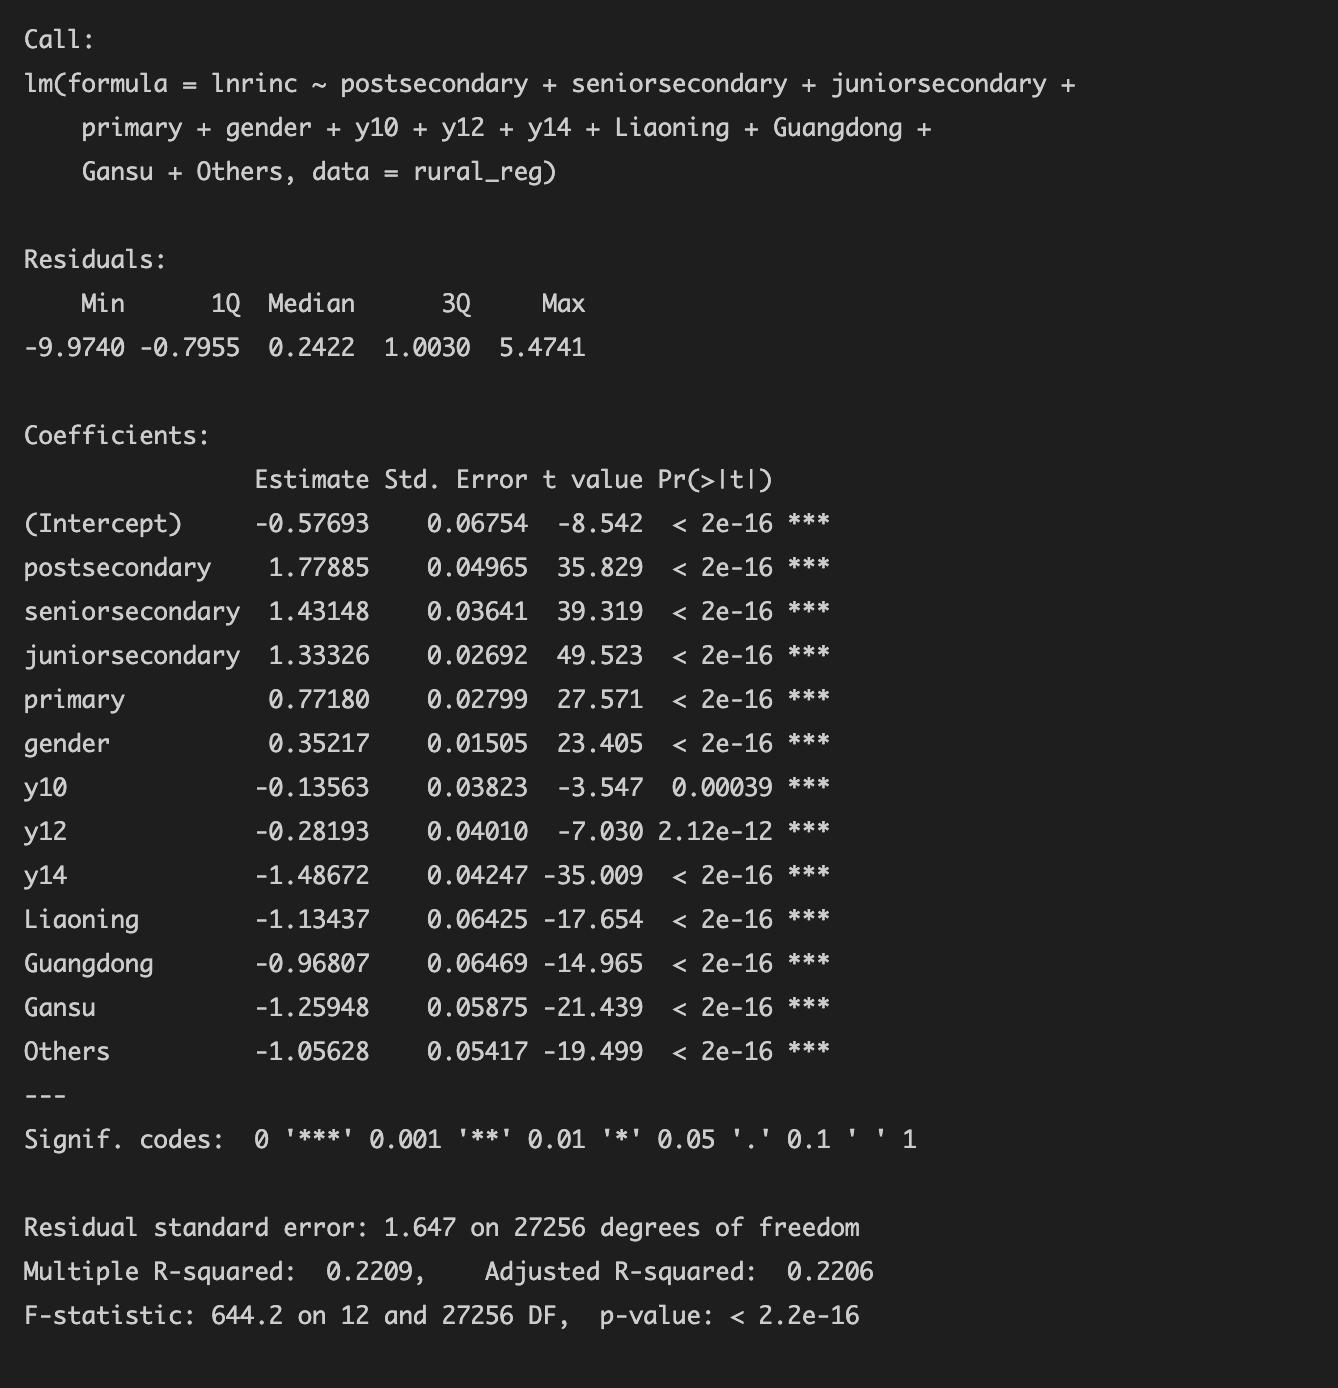 Call:
lm(formula = lnrinc ~ postsecondary + seniorsecondary + juniorsecondary +
    primary + gender + y10 + y12 + y14 + Liaoning + Guangdong +
    Gansu + Others, data = rural_reg)

Residuals:
    Min      1Q  Median      3Q     Max
-9.9740 -0.7955  0.2422  1.0030  5.4741

Coefficients:
                Estimate Std. Error t value Pr(>|t|)
(Intercept)     -0.57693    0.06754  -8.542  < 2e-16 ***
postsecondary    1.77885    0.04965  35.829  < 2e-16 ***
seniorsecondary  1.43148    0.03641  39.319  < 2e-16 ***
juniorsecondary  1.33326    0.02692  49.523  < 2e-16 ***
primary          0.77180    0.02799  27.571  < 2e-16 ***
gender           0.35217    0.01505  23.405  < 2e-16 ***
y10             -0.13563    0.03823  -3.547  0.00039 ***
y12             -0.28193    0.04010  -7.030 2.12e-12 ***
y14             -1.48672    0.04247 -35.009  < 2e-16 ***
Liaoning        -1.13437    0.06425 -17.654  < 2e-16 ***
Guangdong       -0.96807    0.06469 -14.965  < 2e-16 ***
Gansu           -1.25948    0.05875 -21.439  < 2e-16 ***
Others          -1.05628    0.05417 -19.499  < 2e-16 ***
---
Signif. codes:  0 '***' 0.001 '**' 0.01 '*' 0.05 '.' 0.1 ' ' 1

Residual standard error: 1.647 on 27256 degrees of freedom
Multiple R-squared:  0.2209,    Adjusted R-squared:  0.2206
F-statistic: 644.2 on 12 and 27256 DF,  p-value: < 2.2e-16